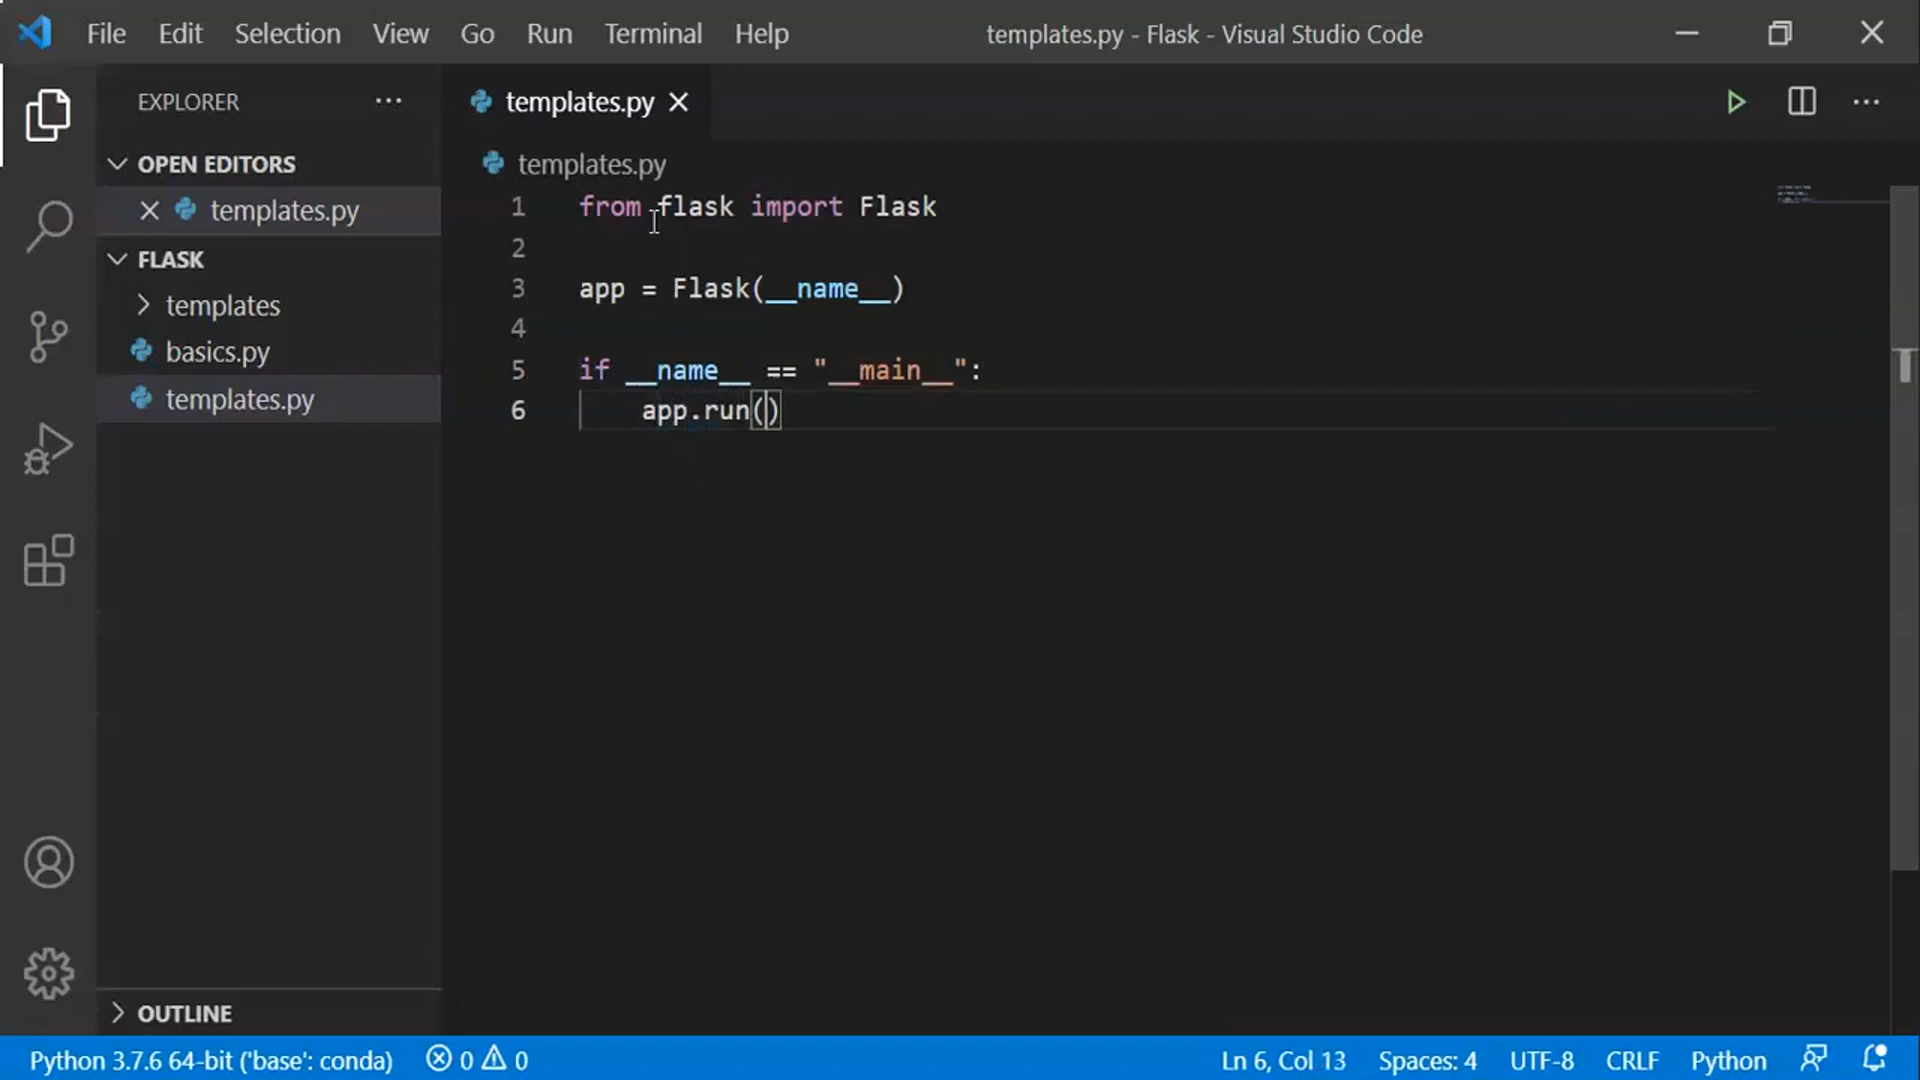 File Edit Selection View Go Run Terminal Help templates.py - Flask - Visual Studio Code
EXPLORER
templates.py
OPEN EDITORS
templates.py
templates.py
FLASK
templates
basics.py
templates.py
1 from flask import Flask
2
3 app = Flask(__name__)
4
5 if __name__ == "__main__":
6 app.run()
OUTLINE
Python 3.7.6 64-bit ('base': conda) 0 0 Ln 6, Col 13 Spaces: 4 UTF-8 CRLF Python